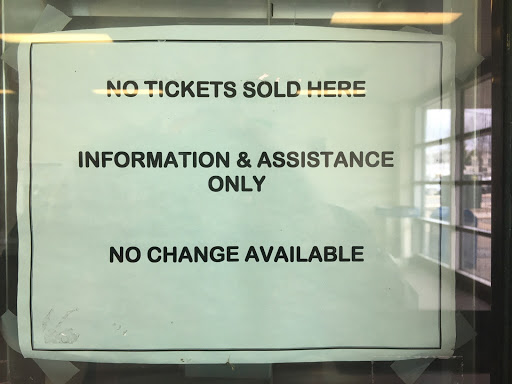 NO TICKETS SOLD HERE
INFORMATION & ASSISTANCE
ONLY
NO CHANGE AVAILABLE